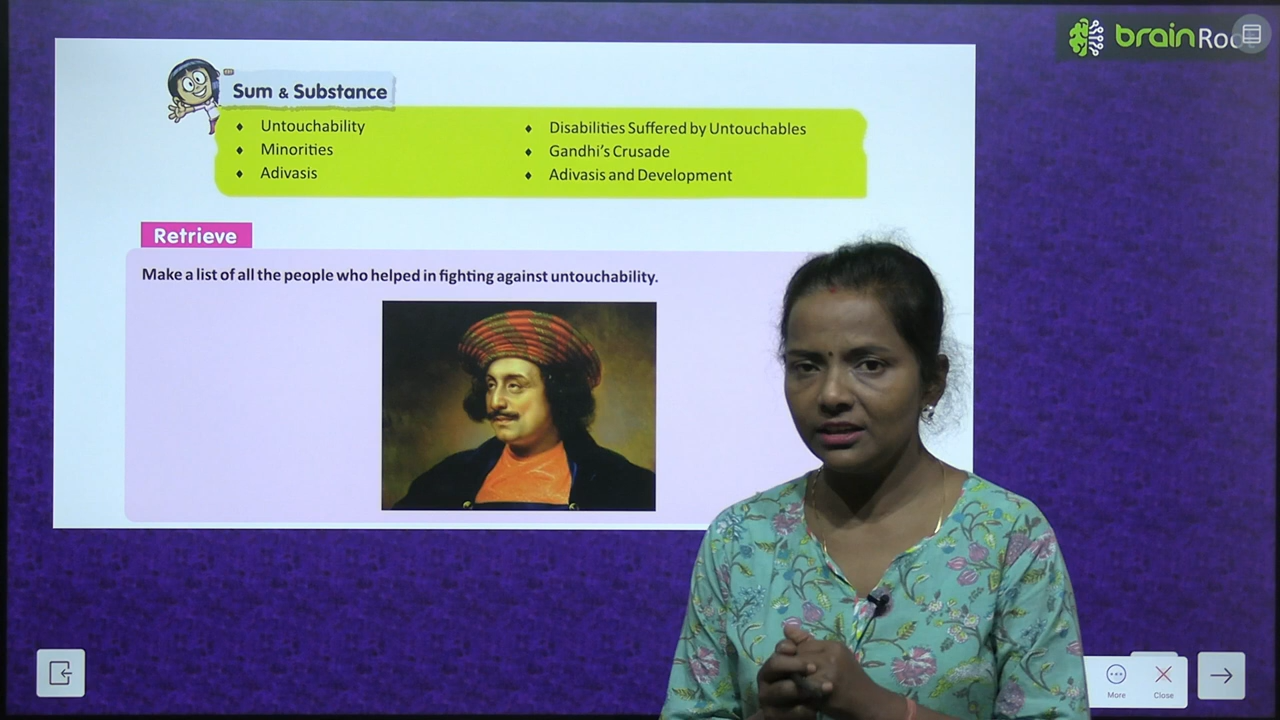 brainRoot
Sum & Substance
Untouchability
Minorities
Adivasis
Disabilities Suffered by Untouchables
Gandhi's Crusade
Adivasis and Development
Retrieve
Make a list of all the people who helped in fighting against untouchability.
More
Close